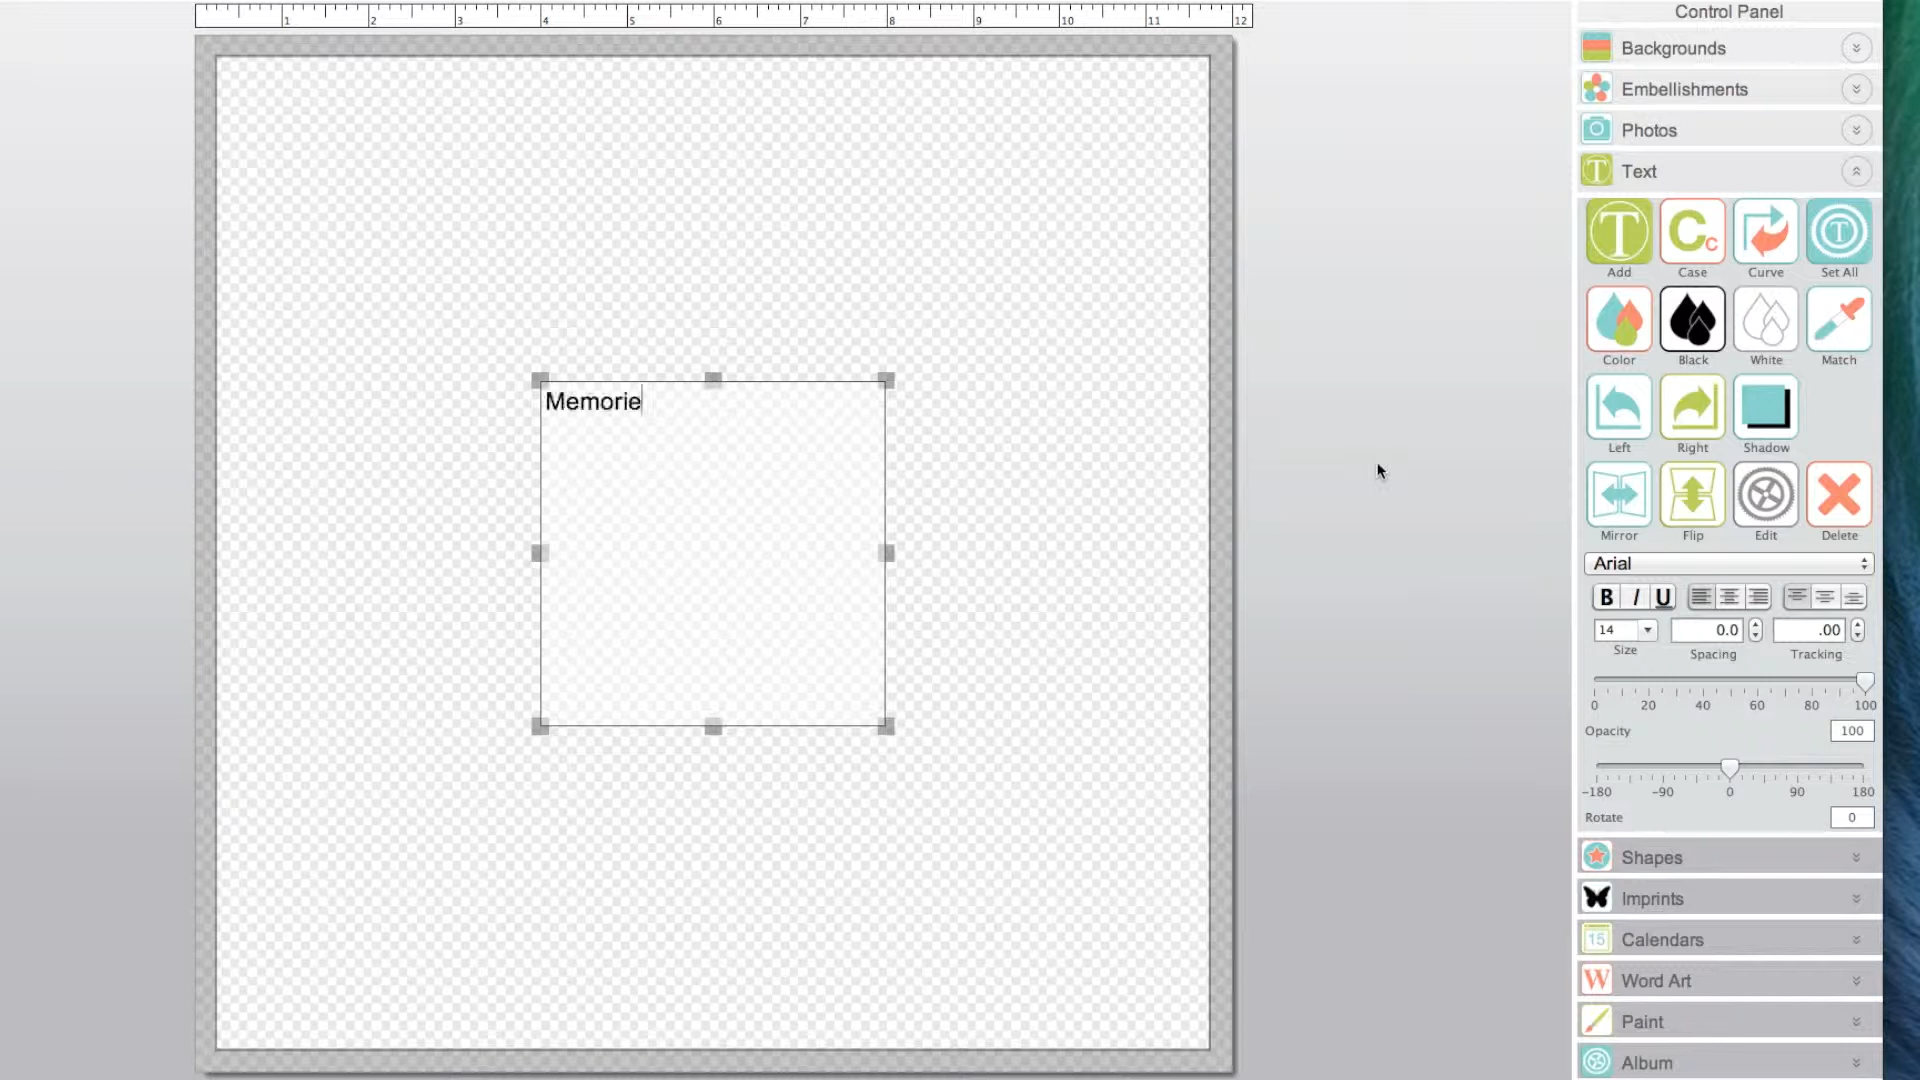 1 2 3 4 5 6 7 8 9 10 11 12
Control Panel
Backgrounds
Embellishments
Photos
T Text
Memorie
T Cc T
Add Case Curve Set All
Color Black White Match
Left Right Shadow
Mirror Flip Edit Delete
Arial
B I U
14 0.0 .00
Size Spacing Tracking
0 20 40 60 80 100
Opacity 100
-180 -90 0 90 180
Rotate 0
Shapes
Imprints
15 Calendars
W Word Art
Paint
Album